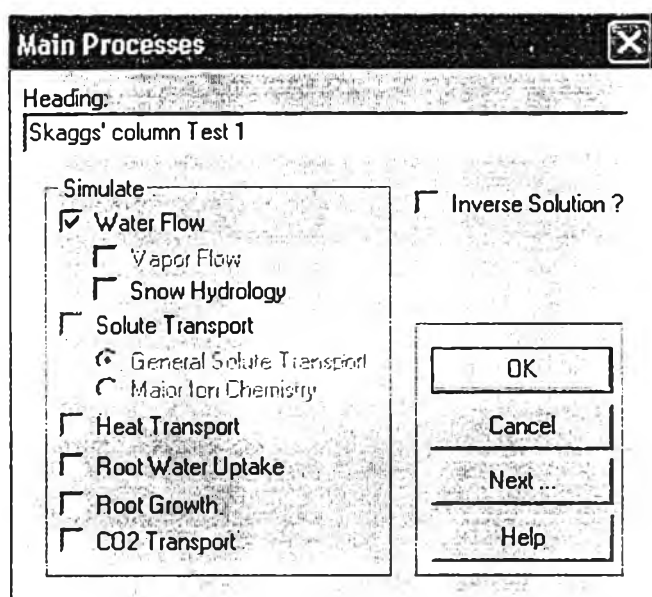 Main Processes
Heading:
Skaggs' column Test 1
Simulate
Inverse Solution ?
Water Flow
Vapor Flow
Snow Hydrology
Solute Transport
General Solute Transport
Major Ion Chemistry
Heat Transport
Root Water Uptake
Root Growth
CO2 Transport
OK
Cancel
Next ...
Help